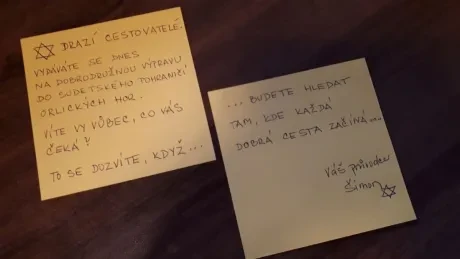 DRAZÍ CESTOVATELÉ.
VYDÁVÁTE SE DNES
NA DOBRODRUŽNOU VÝPRAVU
DO SUDETSKÉHO POHRANIČÍ
ORLICKÝCH HOR.
VÍTE VY VŮBEC, CO VÁS
ČEKÁ?
TO SE DOZVÍTE, KDYŽ...
... BUDETE HLEDAT
TAM, KDE KAŽDÁ
DOBRÁ CESTA ZAČÍNÁ...
Váš průvodce
Šimon